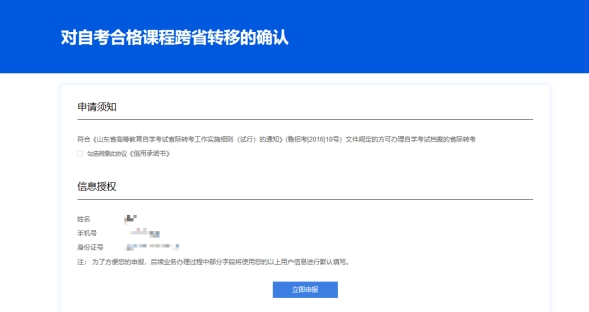 对自考合格课程跨省转移的确认
申请须知
符合《山东省高等教育自学考试省际转考工作实施细则（试行）的通知》(鲁招考[2016]10号）文件规定的方可办理自学考试档案的省际转考
勾选同意此协议《信用承诺书》
信息授权
姓名
手机号
身份证号
注： 为了方便您的申报，后续业务办理过程中部分字段将使用您的以上用户信息进行默认填写。
立即申报